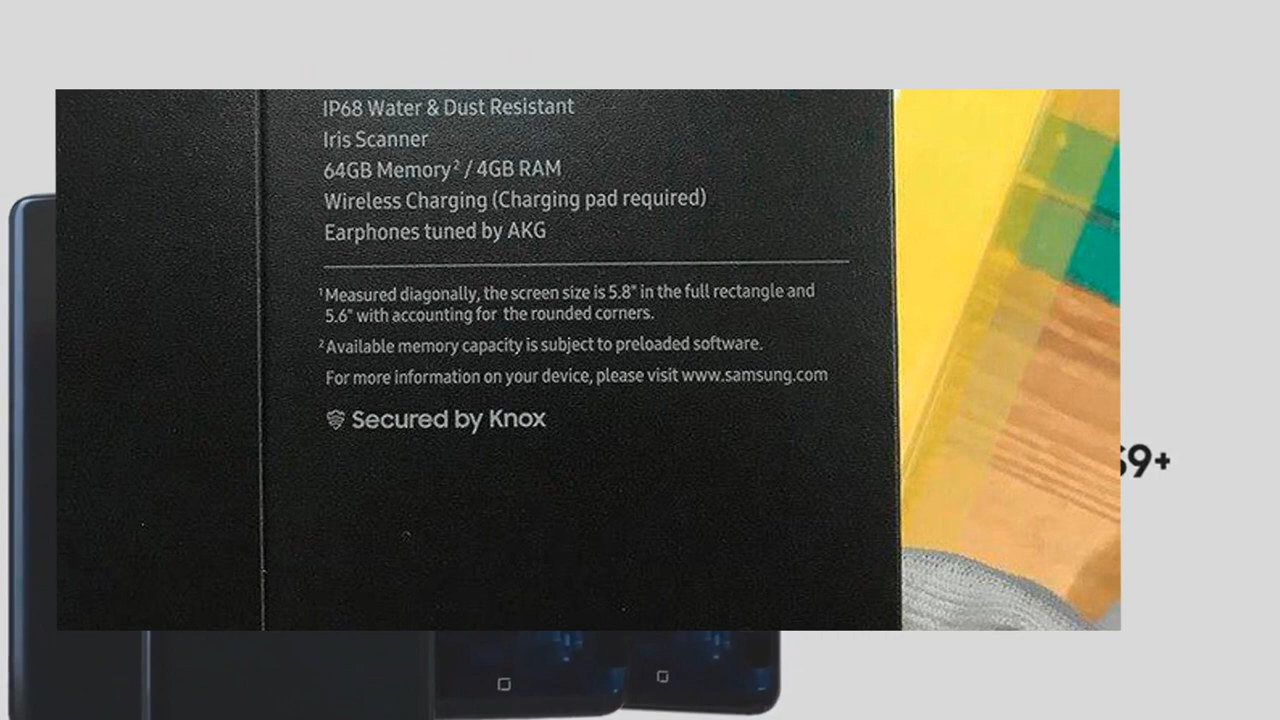 IP68 Water & Dust Resistant
Iris Scanner
64GB Memory² / 4GB RAM
Wireless Charging (Charging pad required)
Earphones tuned by AKG
¹Measured diagonally, the screen size is 5.8" in the full rectangle and
5.6" with accounting for the rounded corners.
²Available memory capacity is subject to preloaded software.
For more information on your device, please visit www.samsung.com
Secured by Knox
S9+